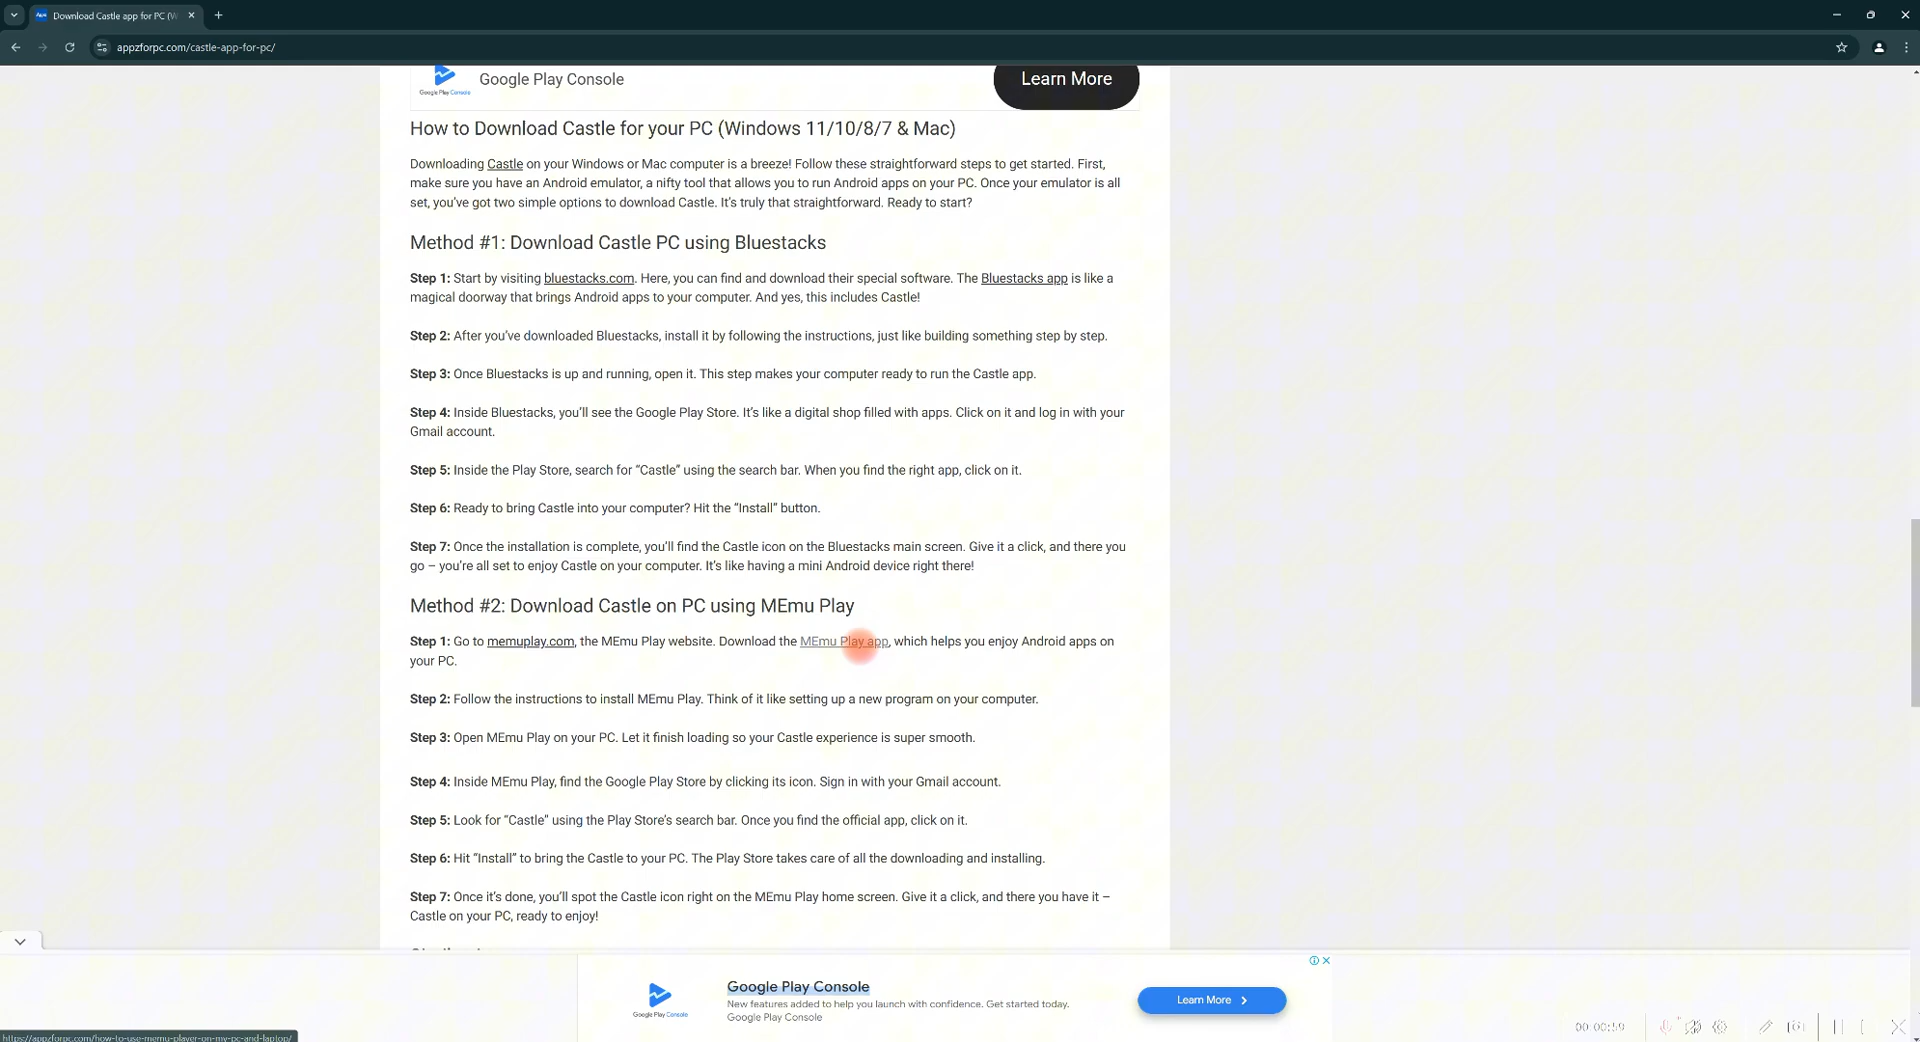 Download Castle app for PC (W
appzforpc.com/castle-app-for-pc/
Google Play Console
Google Play Console
Learn More
How to Download Castle for your PC (Windows 11/10/8/7 & Mac)
Downloading Castle on your Windows or Mac computer is a breeze! Follow these straightforward steps to get started. First,
make sure you have an Android emulator, a nifty tool that allows you to run Android apps on your PC. Once your emulator is all
set, you've got two simple options to download Castle. It's truly that straightforward. Ready to start?
Method #1: Download Castle PC using Bluestacks
Step 1: Start by visiting bluestacks.com. Here, you can find and download their special software. The Bluestacks app is like a
magical doorway that brings Android apps to your computer. And yes, this includes Castle!
Step 2: After you've downloaded Bluestacks, install it by following the instructions, just like building something step by step.
Step 3: Once Bluestacks is up and running, open it. This step makes your computer ready to run the Castle app.
Step 4: Inside Bluestacks, you'll see the Google Play Store. It's like a digital shop filled with apps. Click on it and log in with your
Gmail account.
Step 5: Inside the Play Store, search for “Castle” using the search bar. When you find the right app, click on it.
Step 6: Ready to bring Castle into your computer? Hit the “Install” button.
Step 7: Once the installation is complete, you'll find the Castle icon on the Bluestacks main screen. Give it a click, and there you
go – you're all set to enjoy Castle on your computer. It's like having a mini Android device right there!
Method #2: Download Castle on PC using MEmu Play
Step 1: Go to memuplay.com, the MEmu Play website. Download the MEmu Play app, which helps you enjoy Android apps on
your PC.
Step 2: Follow the instructions to install MEmu Play. Think of it like setting up a new program on your computer.
Step 3: Open MEmu Play on your PC. Let it finish loading so your Castle experience is super smooth.
Step 4: Inside MEmu Play, find the Google Play Store by clicking its icon. Sign in with your Gmail account.
Step 5: Look for “Castle” using the Play Store's search bar. Once you find the official app, click on it.
Step 6: Hit “Install” to bring the Castle to your PC. The Play Store takes care of all the downloading and installing.
Step 7: Once it's done, you'll spot the Castle icon right on the MEmu Play home screen. Give it a click, and there you have it –
Castle on your PC, ready to enjoy!
Google Play Console
Google Play Console
New features added to help you launch with confidence. Get started today.
Google Play Console
Learn More
00:00:59
https://appzforpc.com/how-to-use-memu-player-on-my-pc-and-laptop/